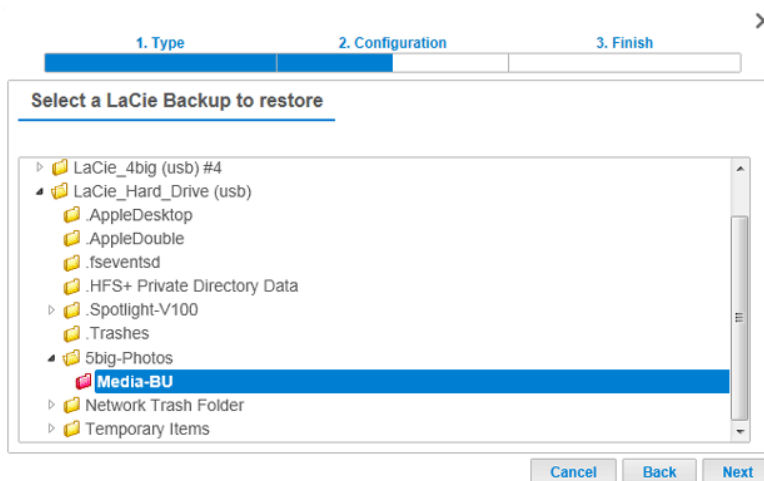 1. Type 2. Configuration 3. Finish
Select a LaCie Backup to restore
LaCie_4big (usb) #4
LaCie_Hard_Drive (usb)
.AppleDesktop
.AppleDouble
.fseventsd
.HFS+ Private Directory Data
.Spotlight-V100
.Trashes
5big-Photos
Media-BU
Network Trash Folder
Temporary Items
Cancel Back Next